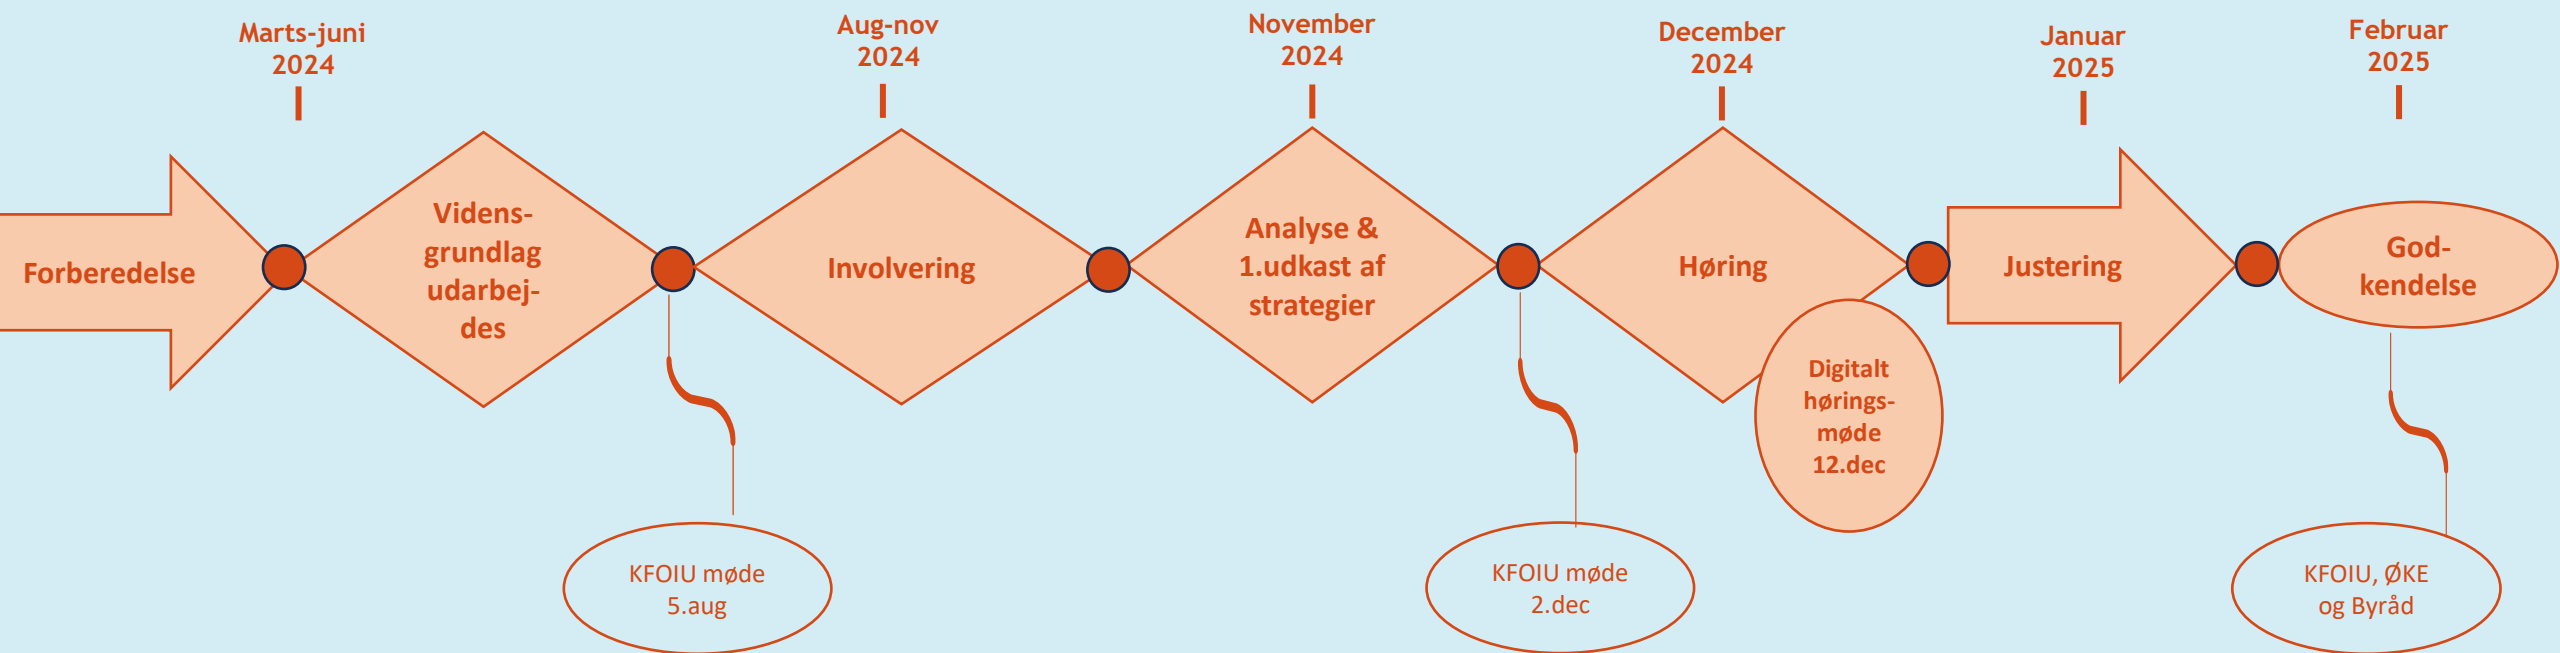 Marts-juni
2024
Aug-nov
2024
November
2024
December
2024
Januar
2025
Februar
2025
Forberedelse
Videns-
grundlag
udarbej-
des
Involvering
Analyse &
1.udkast af
strategier
Høring
Digitalt
hørings-
møde
12.dec
Justering
God-
kendelse
KFOIU møde
5.aug
KFOIU møde
2.dec
KFOIU, ØKE
og Byråd